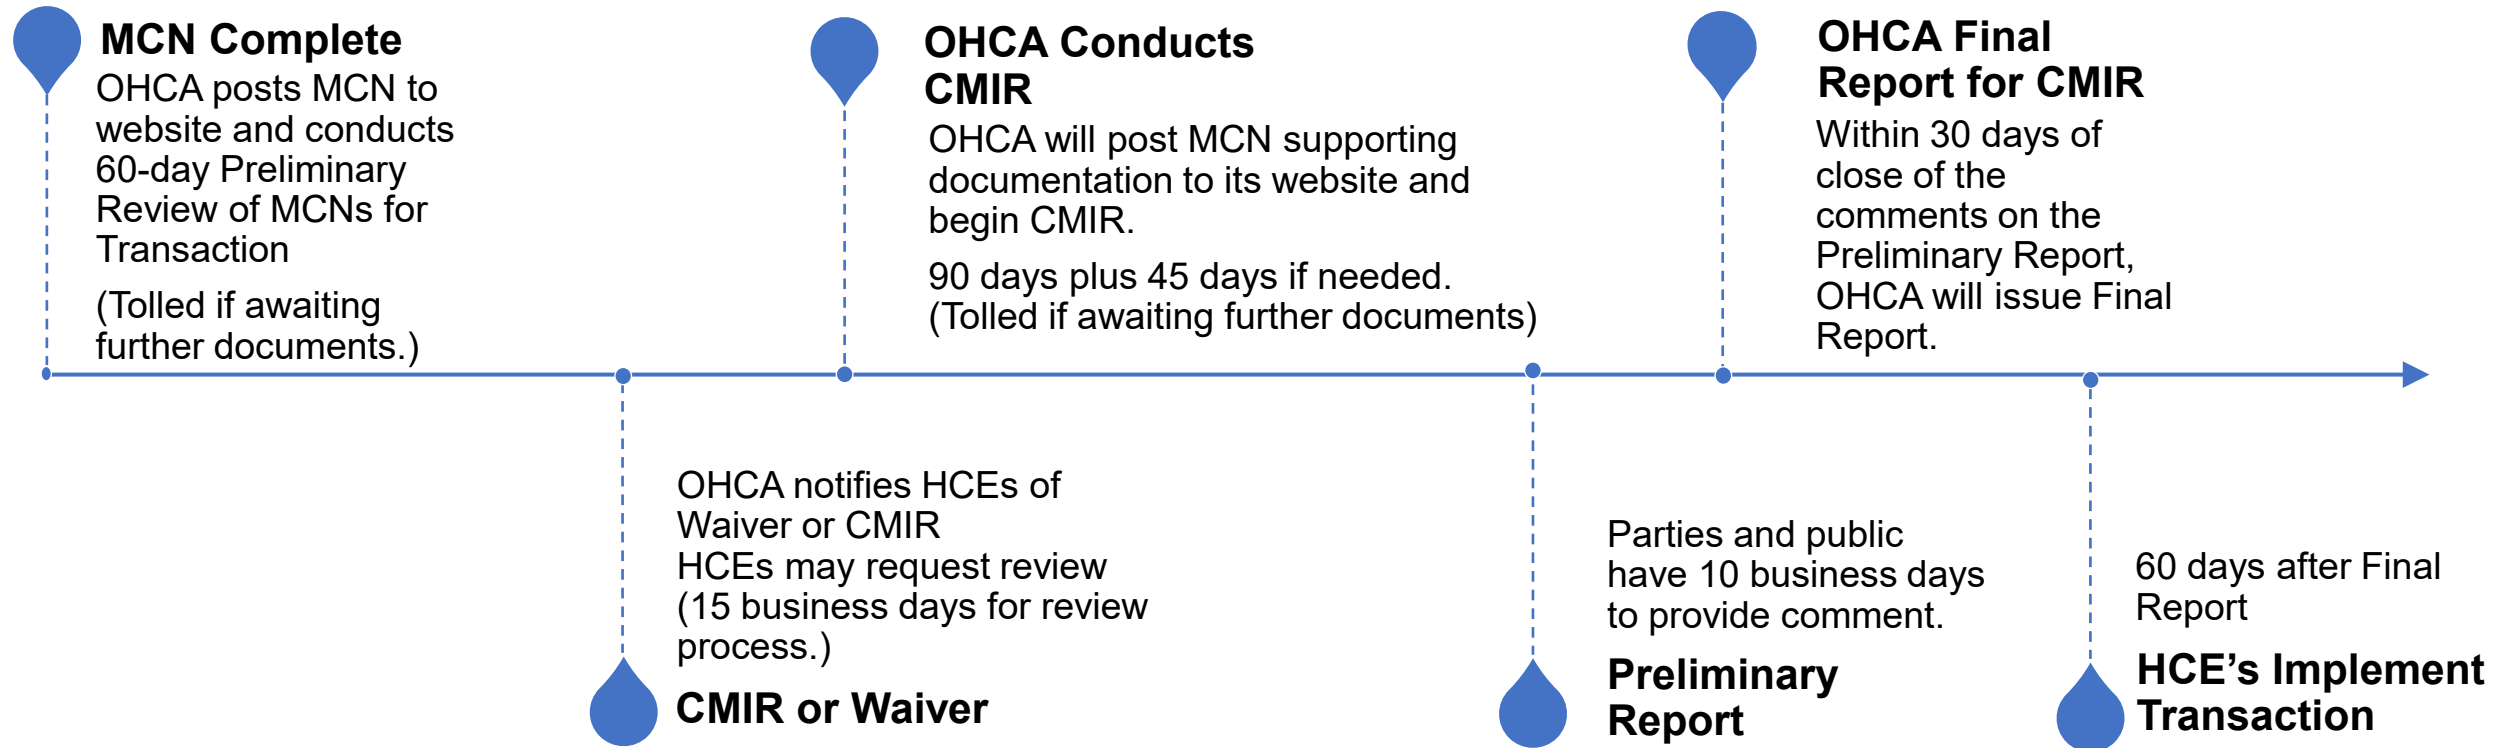 MCN Complete
OHCA posts MCN to
website and conducts
60-day Preliminary
Review of MCNs for
Transaction
(Tolled if awaiting
further documents.)
OHCA notifies HCEs of
Waiver or CMIR
HCEs may request review
(15 business days for review
process.)
CMIR or Waiver
OHCA Conducts
CMIR
OHCA will post MCN supporting
documentation to its website and
begin CMIR.
90 days plus 45 days if needed.
(Tolled if awaiting further documents)
Parties and public
have 10 business days
to provide comment.
Preliminary
Report
OHCA Final
Report for CMIR
Within 30 days of
close of the
comments on the
Preliminary Report,
OHCA will issue Final
Report.
60 days after Final
Report
HCE’s Implement
Transaction